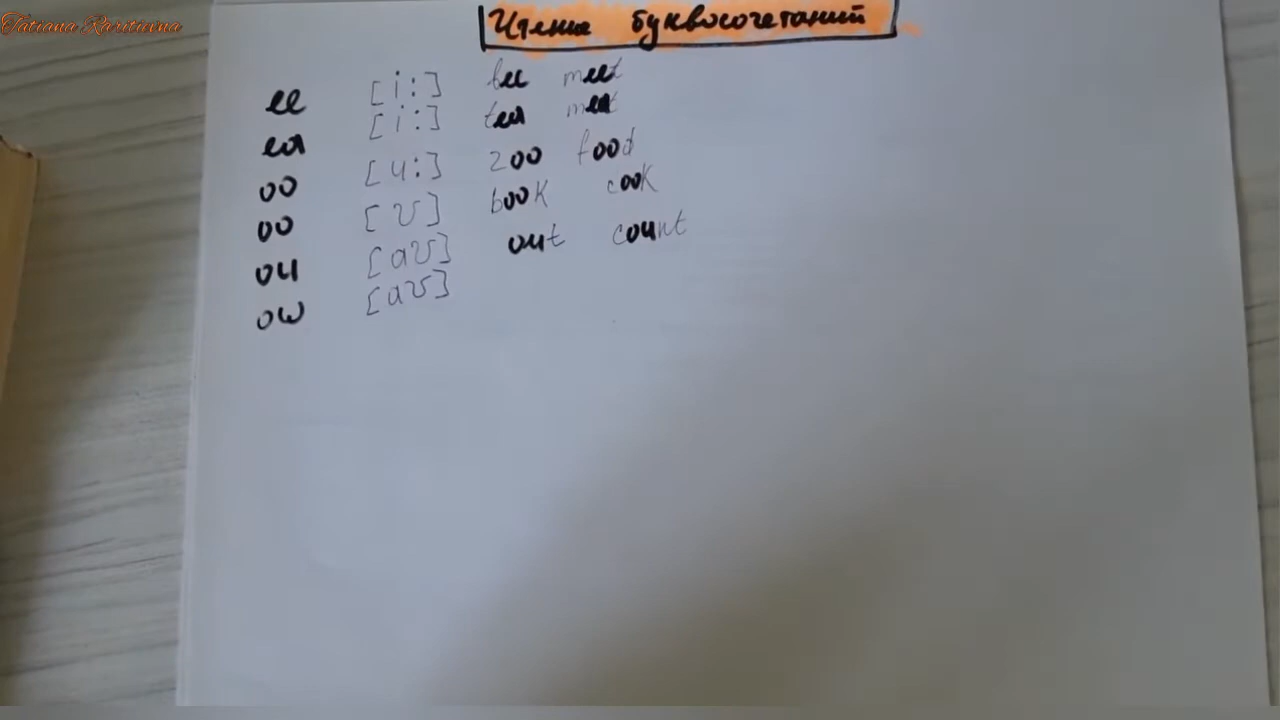 Tatiana Raritivna
Чтение буквосочетаний
ee [i:] bee meet
ea [i:] tea meat
oo [u:] zoo food
oo [ʊ] book cook
ou [aʊ] out count
ow [aʊ]